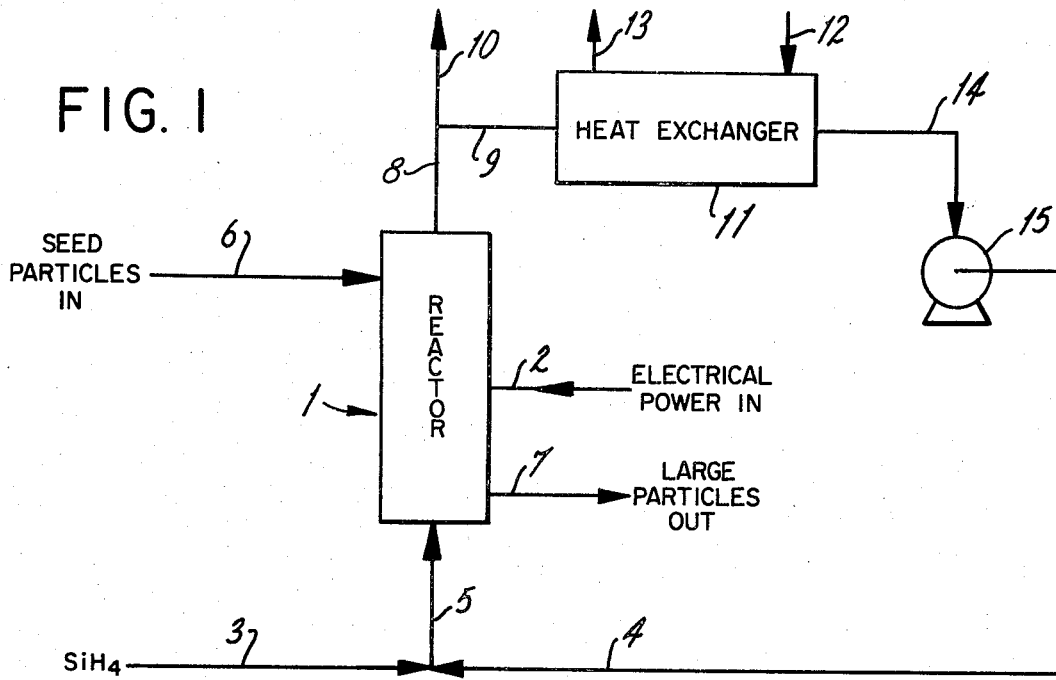 FIG. 1
10
13
12
14
HEAT EXCHANGER
8
9
11
15
SEED
PARTICLES
IN
6
REACTOR
1
2
ELECTRICAL
POWER IN
7
LARGE
PARTICLES
OUT
5
SiH4
3
4